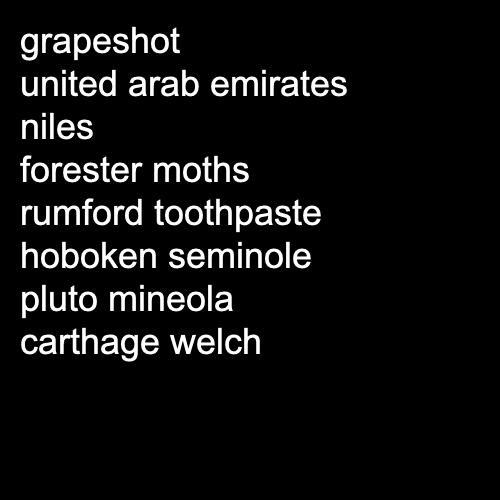 grapeshot
united arab emirates
niles
forester moths
rumford toothpaste
hoboken seminole
pluto mineola
carthage welch